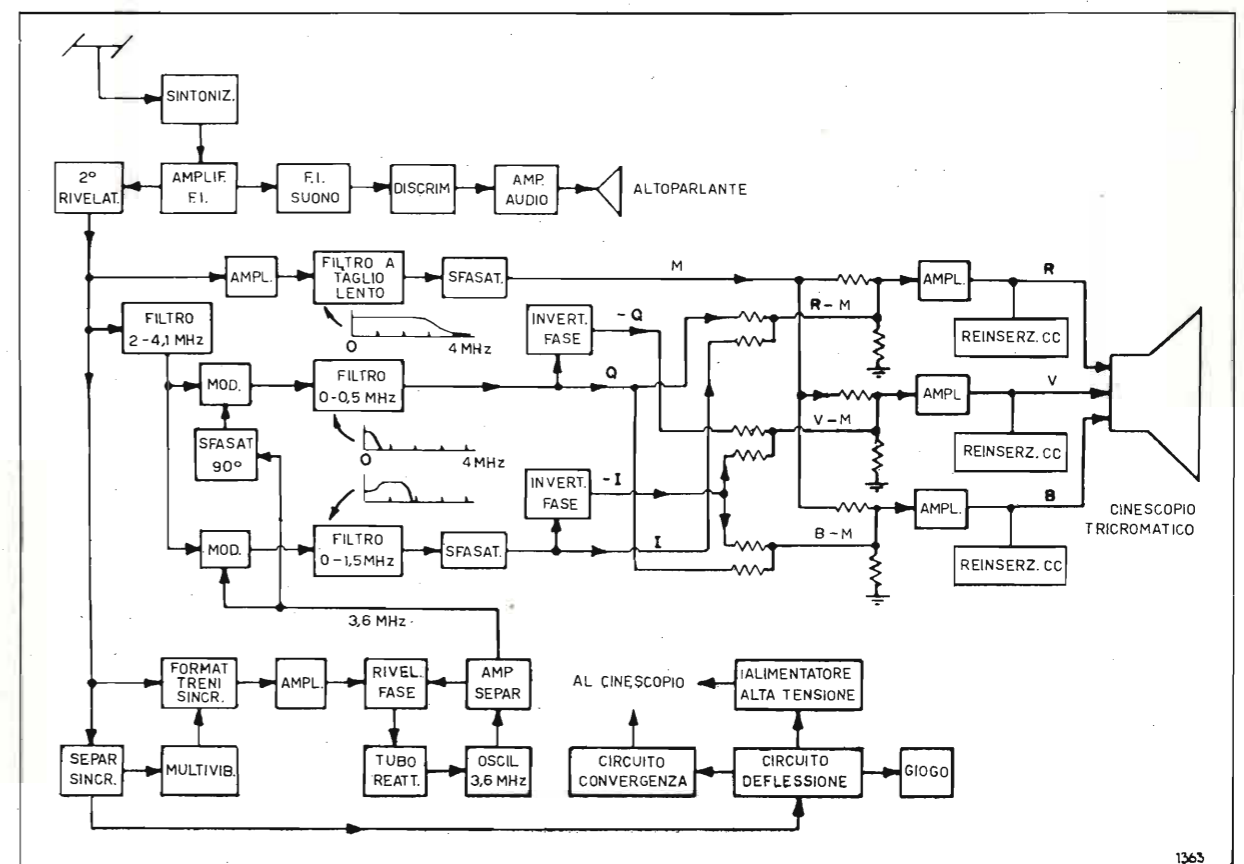 SINTONIZ.
2º
RIVELAT.
AMPLIF.
F.I.
F.I.
SUONO
DISCRIM
AMP.
AUDIO
ALTOPARLANTE
AMPL.
FILTRO A
TAGLIO
LENTO
SFASAT.
M
R
AMPL.
REINSERZ. CC
FILTRO
2-4,1 MHz
0
4 MHz
INVERT.
FASE
-Q
R-M
MOD.
FILTRO
0-0,5 MHz
Q
V
AMPL
REINSERZ. CC
V-M
SFASAT
90°
0
4 MHz
INVERT.
FASE
-I
B
AMPL.
REINSERZ. CC
CINESCOPIO
TRICROMATICO
MOD.
FILTRO
0-1,5 MHz
SFASAT.
I
B-M
3,6 MHz
FORMAT
TRENI
SINCR.
AMPL.
RIVEL.
FASE
AMP
SEPAR
AL CINESCOPIO
IALIMENTATORE
ALTA TENSIONE
SEPAR
SINCR.
MULTIVIB.
TUBO
REATT.
OSCIL
3,6 MHz
CIRCUITO
CONVERGENZA
CIRCUITO
DEFLESSIONE
GIOGO
1363